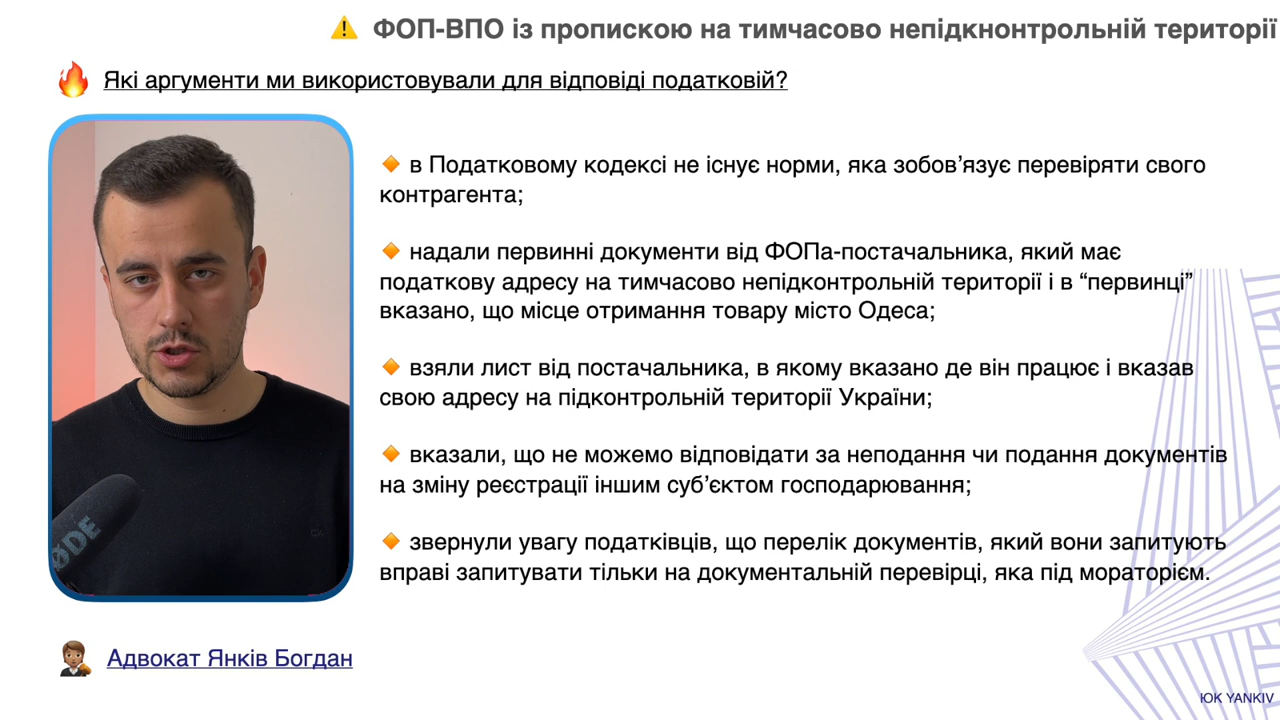 ФОП-ВПО із пропискою на тимчасово непідкнонтрольній території
Які аргументи ми використовували для відповіді податковій?
в Податковому кодексі не існує норми, яка зобов’язує перевіряти свого
контрагента;
надали первинні документи від ФОПа-постачальника, який має
податкову адресу на тимчасово непідконтрольній території і в “первинці”
вказано, що місце отримання товару місто Одеса;
взяли лист від постачальника, в якому вказано де він працює і вказав
свою адресу на підконтрольній території України;
вказали, що не можемо відповідати за неподання чи подання документів
на зміну реєстрації іншим суб’єктом господарювання;
звернули увагу податківців, що перелік документів, який вони запитують
вправі запитувати тільки на документальній перевірці, яка під мораторієм.
RØDE
Адвокат Янків Богдан
ЮК YANKIV